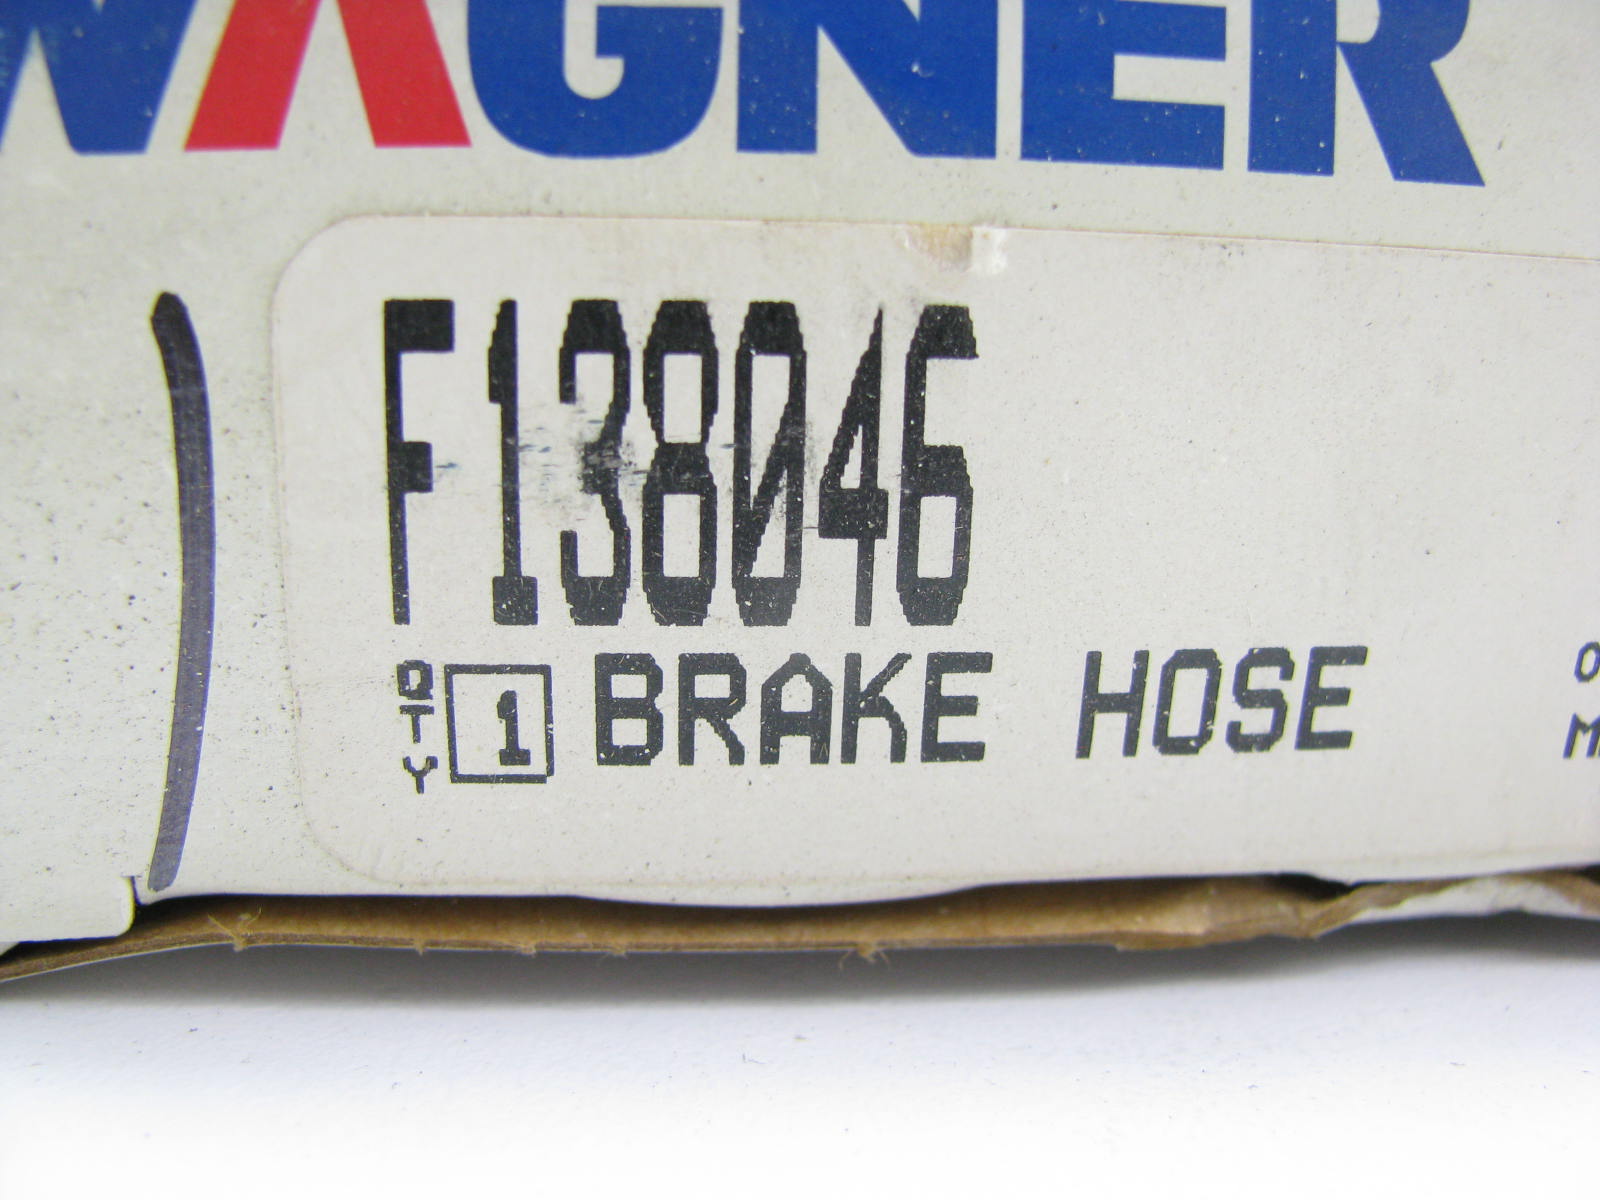 WAGNER
F138046
QTY 1 BRAKE HOSE